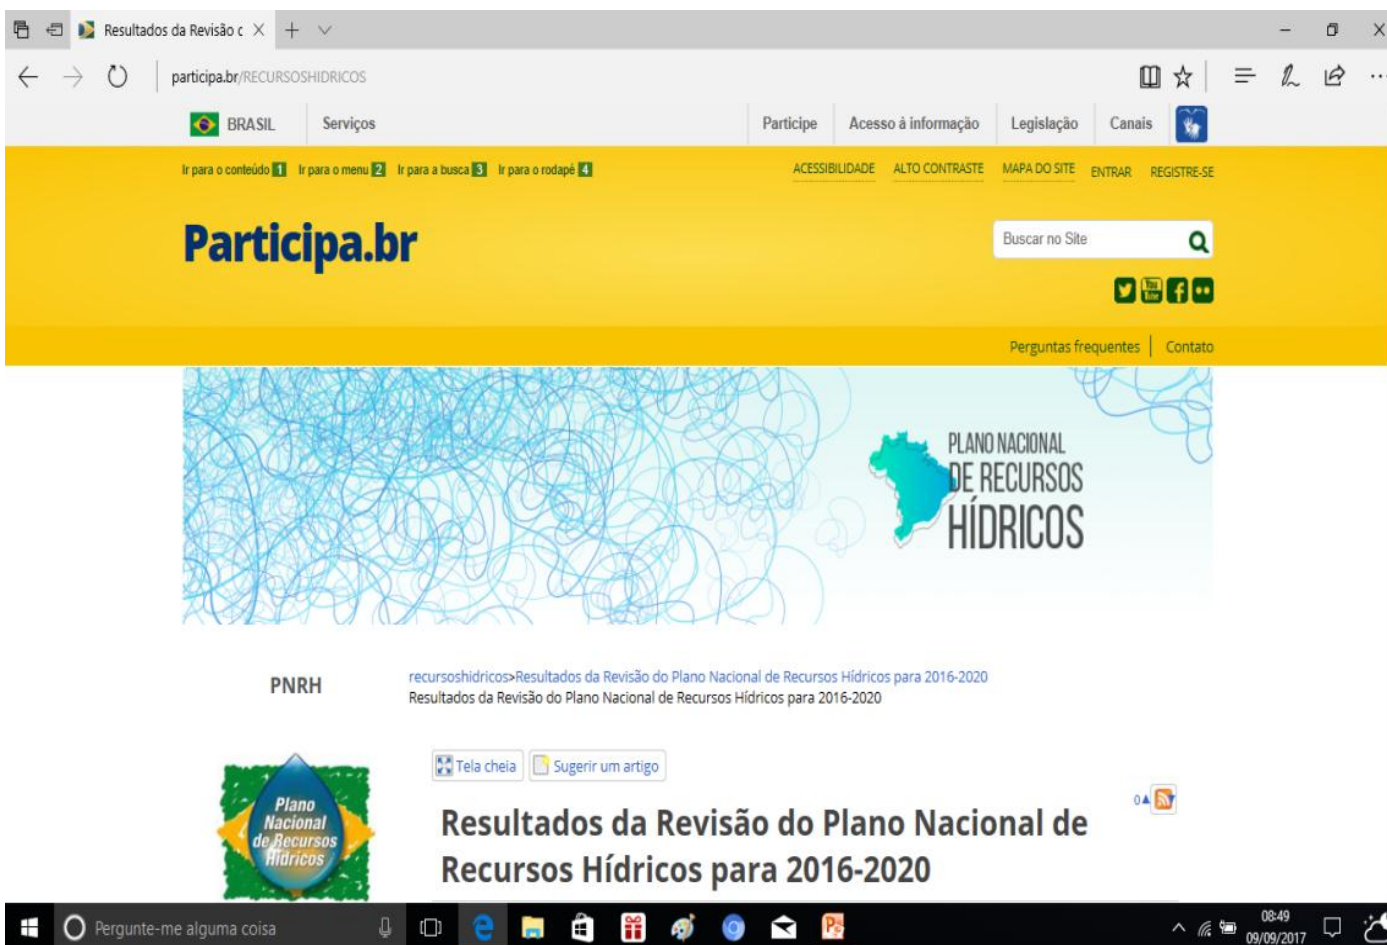 Resultados da Revisão c
participa.br/RECURSOSHIDRICOS
BRASIL Serviços Participe Acesso à informação Legislação Canais
Ir para o conteúdo 1 Ir para o menu 2 Ir para a busca 3 Ir para o rodapé 4 ACESSIBILIDADE ALTO CONTRASTE MAPA DO SITE ENTRAR REGISTRE-SE
Participa.br
Buscar no Site
You Tube
Perguntas frequentes | Contato
PLANO NACIONAL
DE RECURSOS
HÍDRICOS
PNRH
recursoshidricos>Resultados da Revisão do Plano Nacional de Recursos Hídricos para 2016-2020
Resultados da Revisão do Plano Nacional de Recursos Hídricos para 2016-2020
Tela cheia Sugerir um artigo
Plano
Nacional
de Recursos
Hídricos
0
Resultados da Revisão do Plano Nacional de
Recursos Hídricos para 2016-2020
Pergunte-me alguma coisa
08:49
09/09/2017